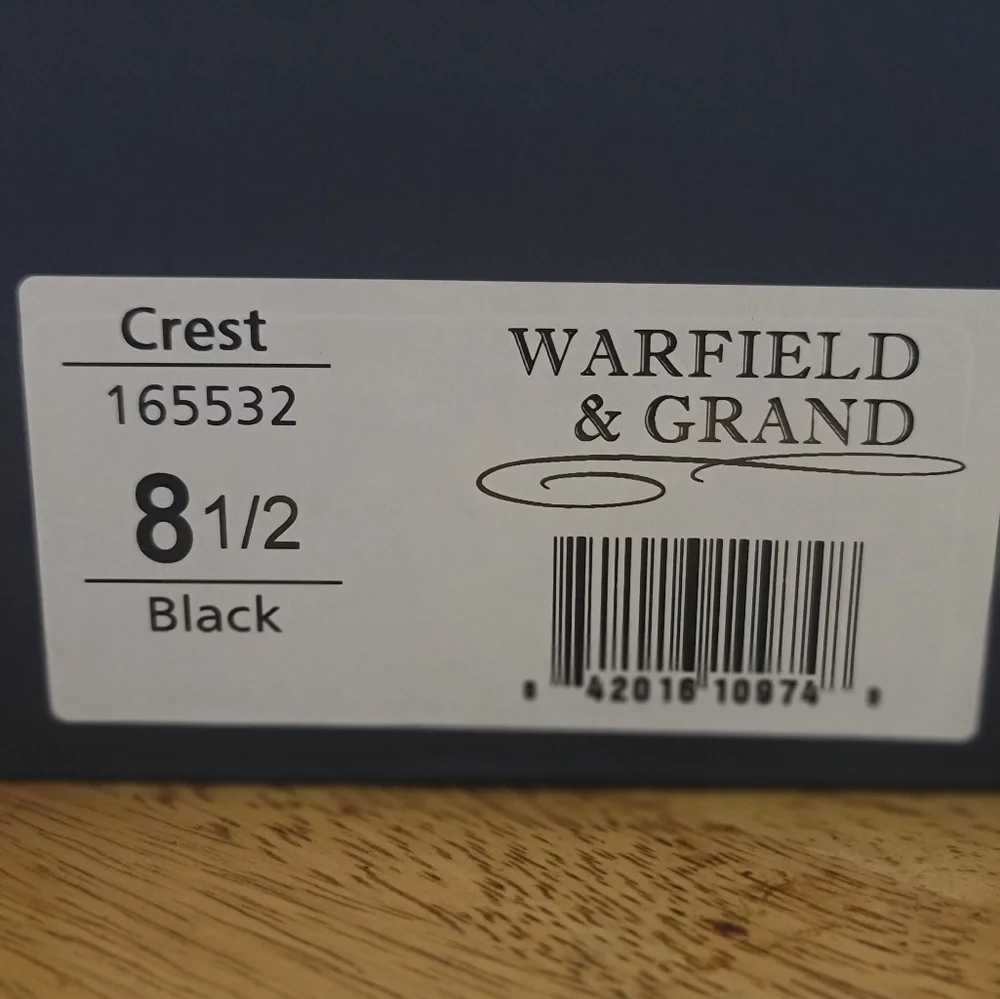 Crest
165532
8 1/2
Black
WARFIELD
& GRAND
8 42016 10974 8